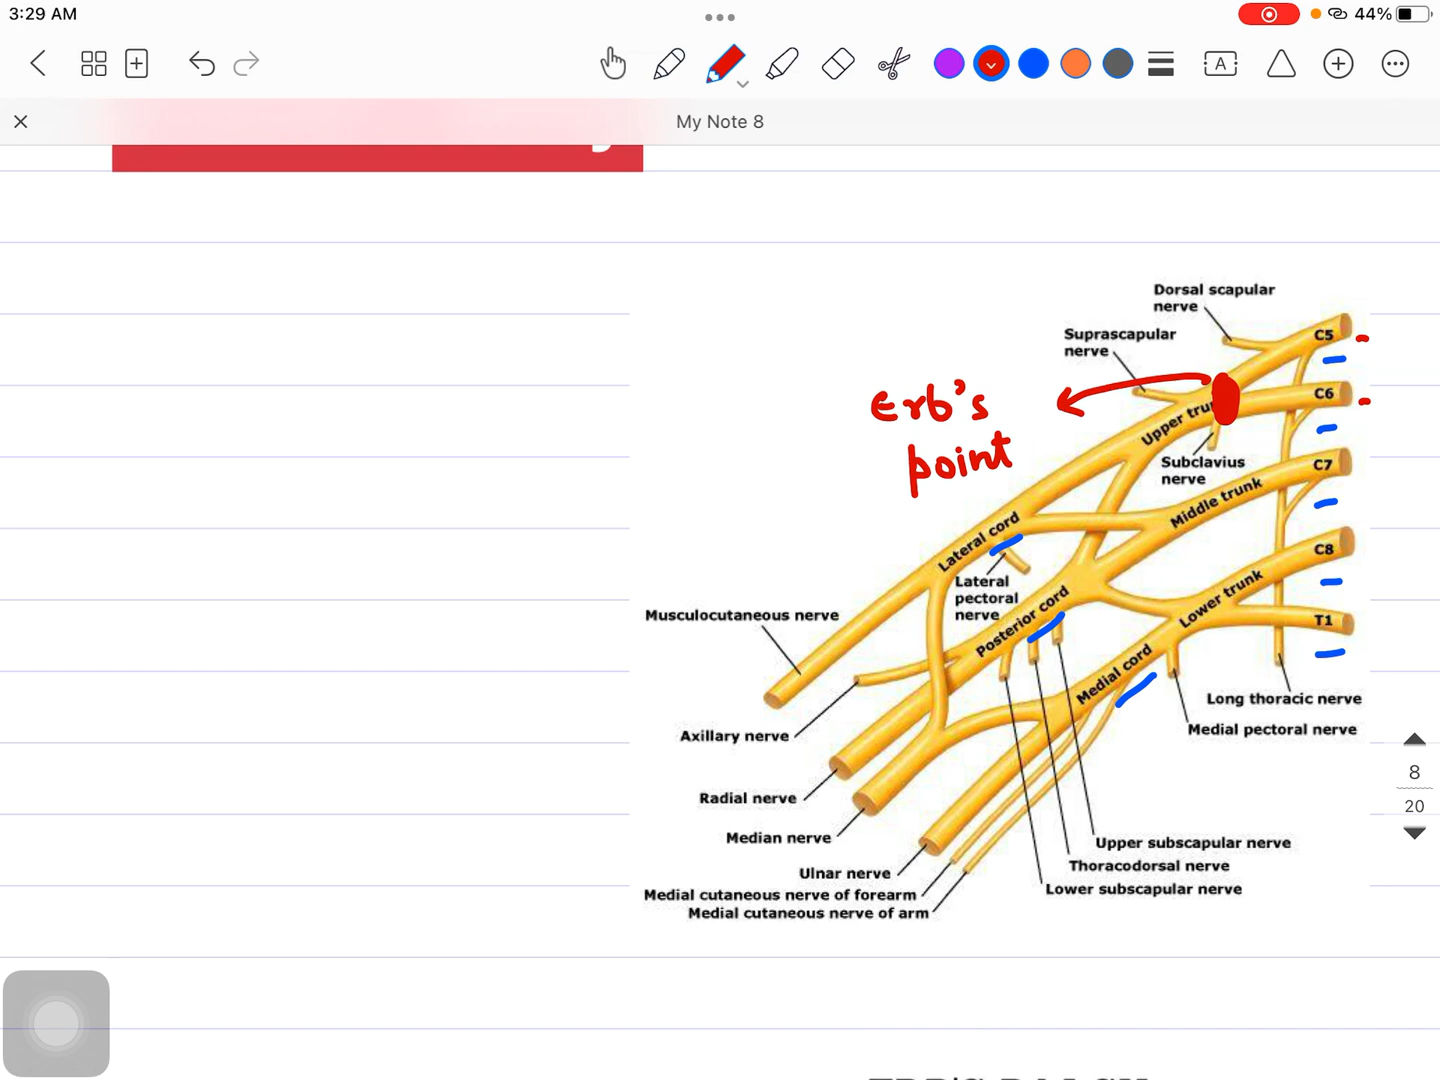 3:29 AM
44%
A
My Note 8
Dorsal scapular
nerve
Suprascapular
nerve
C5
Erb's
point
Upper
C6
Subclavius
nerve
C7
Middle trunk
Lateral cord
C8
Lateral
pectoral
nerve
Lower trunk
Posterior cord
Musculocutaneous nerve
T1
Medial cord
Long thoracic nerve
Medial pectoral nerve
Axillary nerve
8
20
Radial nerve
Median nerve
Upper subscapular nerve
Thoracodorsal nerve
Ulnar nerve
Lower subscapular nerve
Medial cutaneous nerve of forearm
Medial cutaneous nerve of arm